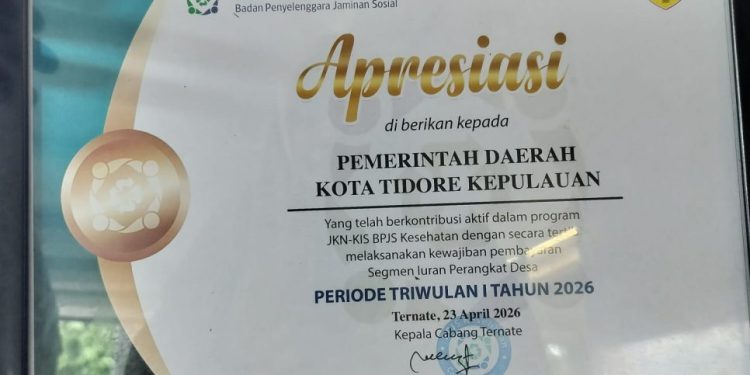 Badan Penyelenggara Jaminan Sosial
Apresiasi
di berikan kepada
PEMERINTAH DAERAH
KOTA TIDORE KEPULAUAN
Yang telah berkontribusi aktif dalam program
JKN-KIS BPJS Kesehatan dengan secara tertib
melaksanakan kewajiban pembayaran
Segmen Iuran Perangkat Desa
PERIODE TRIWULAN I TAHUN 2026
Ternate, 23 April 2026
Kepala Cabang Ternate